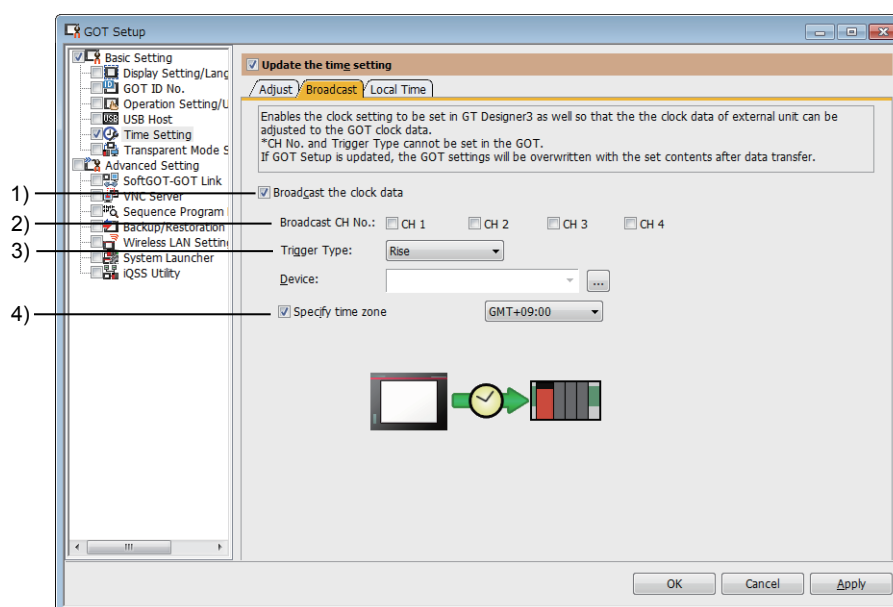 GOT Setup
Basic Setting
Display Setting/Lang
GOT ID No.
Operation Setting/U
USB Host
Time Setting
Transparent Mode S
Advanced Setting
SoftGOT-GOT Link
VNC Server
Sequence Program
Backup/Restoration
Wireless LAN Settin
System Launcher
iQSS Utility
Update the time setting
Adjust Broadcast Local Time
Enables the clock setting to be set in GT Designer3 as well so that the the clock data of external unit can be
adjusted to the GOT clock data.
*CH No. and Trigger Type cannot be set in the GOT.
If GOT Setup is updated, the GOT settings will be overwritten with the set contents after data transfer.
1) Broadcast the clock data
2) Broadcast CH No.: CH 1 CH 2 CH 3 CH 4
3) Trigger Type: Rise
Device: ...
4) Specify time zone GMT+09:00
OK Cancel Apply